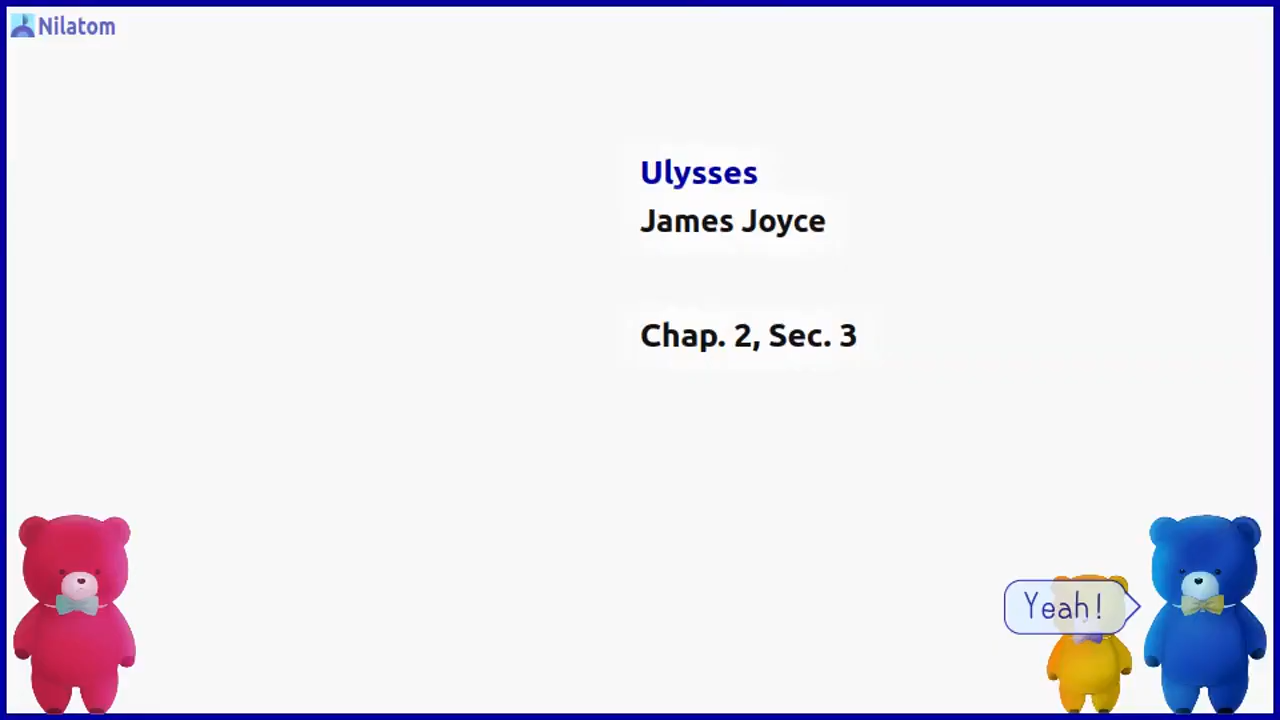 Nilatom
Ulysses
James Joyce
Chap. 2, Sec. 3
Yeah!